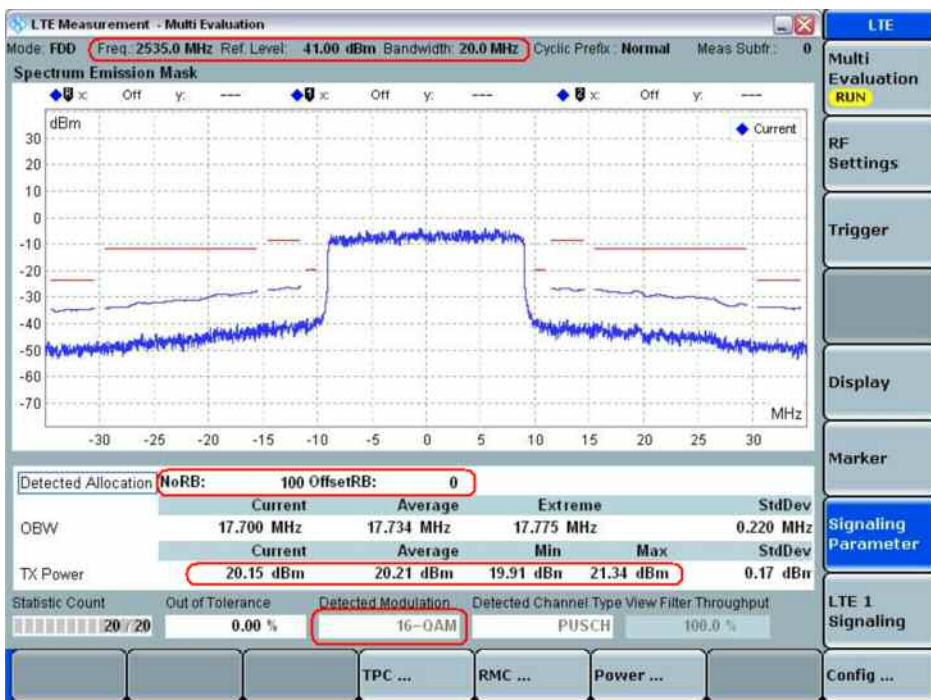 LTE Measurement - Multi Evaluation
LTE
Mode: FDD Freq.: 2535.0 MHz Ref. Level: 41.00 dBm Bandwidth: 20.0 MHz Cyclic Prefix : Normal Meas Subfr.: 0
Spectrum Emission Mask
x: Off y: --- 1 x: Off y: --- 2 x: Off y: ---
dBm
Current
30
20
10
0
-10
-20
-30
-40
-50
-60
-70
MHz
-30 -25 -20 -15 -10 -5 0 5 10 15 20 25 30
Detected Allocation NoRB: 100 OffsetRB: 0
Current Average Extreme StdDev
OBW 17.700 MHz 17.734 MHz 17.775 MHz 0.220 MHz
Current Average Min Max StdDev
TX Power 20.15 dBm 20.21 dBm 19.91 dBm 21.34 dBm 0.17 dBm
Statistic Count Out of Tolerance Detected Modulation Detected Channel Type View Filter Throughput
20 / 20 0.00 % 16-QAM PUSCH 100.0 %
TPC ... RMC ... Power ... Config ...
Multi
Evaluation
RUN
RF
Settings
Trigger
Display
Marker
Signaling
Parameter
LTE 1
Signaling